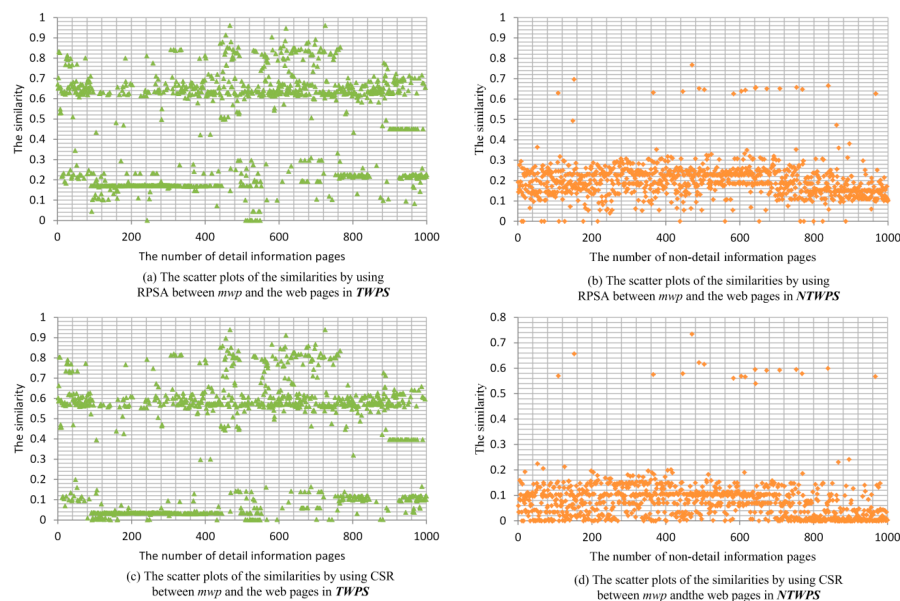 The similarity
1
0.9
0.8
0.7
0.6
0.5
0.4
0.3
0.2
0.1
0
0 200 400 600 800 1000
The number of detail information pages
(a) The scatter plots of the similarities by using
RPSA between mwp and the web pages in TWPS
The similarity
1
0.9
0.8
0.7
0.6
0.5
0.4
0.3
0.2
0.1
0
0 200 400 600 800 1000
The number of non-detail information pages
(b) The scatter plots of the similarities by using
RPSA between mwp and the web pages in NTWPS
The similarity
1
0.9
0.8
0.7
0.6
0.5
0.4
0.3
0.2
0.1
0
0 200 400 600 800 1000
The number of detail information pages
(c) The scatter plots of the similarities by using CSR
between mwp and the web pages in TWPS
The similarity
0.8
0.7
0.6
0.5
0.4
0.3
0.2
0.1
0
0 200 400 600 800 1000
The number of non-detail information pages
(d) The scatter plots of the similarities by using CSR
between mwp andthe web pages in NTWPS